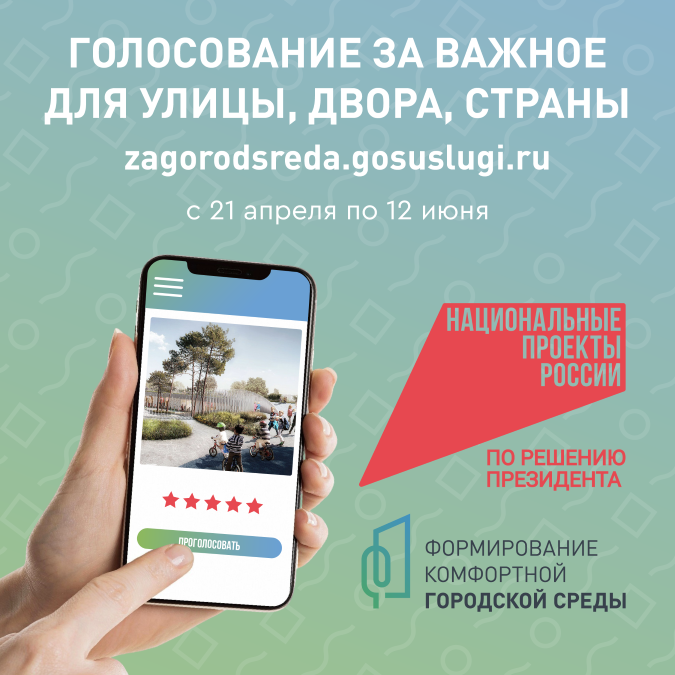 ГОЛОСОВАНИЕ ЗА ВАЖНОЕ
ДЛЯ УЛИЦЫ, ДВОРА, СТРАНЫ
zagorodsreda.gosuslugi.ru
с 21 апреля по 12 июня
ПРОГОЛОСОВАТЬ
НАЦИОНАЛЬНЫЕ
ПРОЕКТЫ
РОССИИ
ПО РЕШЕНИЮ
ПРЕЗИДЕНТА
ФОРМИРОВАНИЕ
КОМФОРТНОЙ
ГОРОДСКОЙ СРЕДЫ